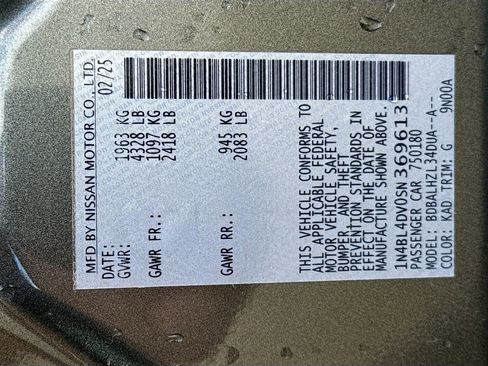 MFD BY NISSAN MOTOR CO., LTD.
DATE: 02/25
GVWR: 1963 KG
4328 LB
GAWR FR.: 1097 KG
2418 LB
GAWR RR.: 945 KG
2083 LB
THIS VEHICLE CONFORMS TO
ALL APPLICABLE FEDERAL
MOTOR VEHICLE SAFETY,
BUMPER, AND THEFT
PREVENTION STANDARDS IN
EFFECT ON THE DATE OF
MANUFACTURE SHOWN ABOVE.
1N4BL4DV0SN369613
PASSENGER CAR 750180
MODEL: BDBALHZL34DUA--A--
COLOR: KAD TRIM: G 9N00A